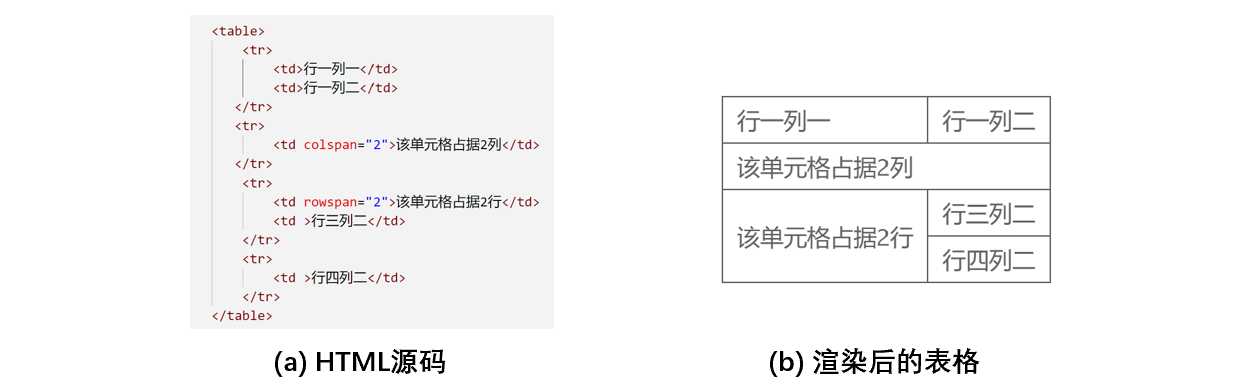 <table>
<tr>
<td>行一列一</td>
<td>行一列二</td>
</tr>
<tr>
<td colspan="2">该单元格占据2列</td>
</tr>
<tr>
<td rowspan="2">该单元格占据2行</td>
<td >行三列二</td>
</tr>
<tr>
<td >行四列二</td>
</tr>
</table>
(a) HTML源码
行一列一 行一列二
该单元格占据2列
该单元格占据2行
行三列二
行四列二
(b) 渲染后的表格